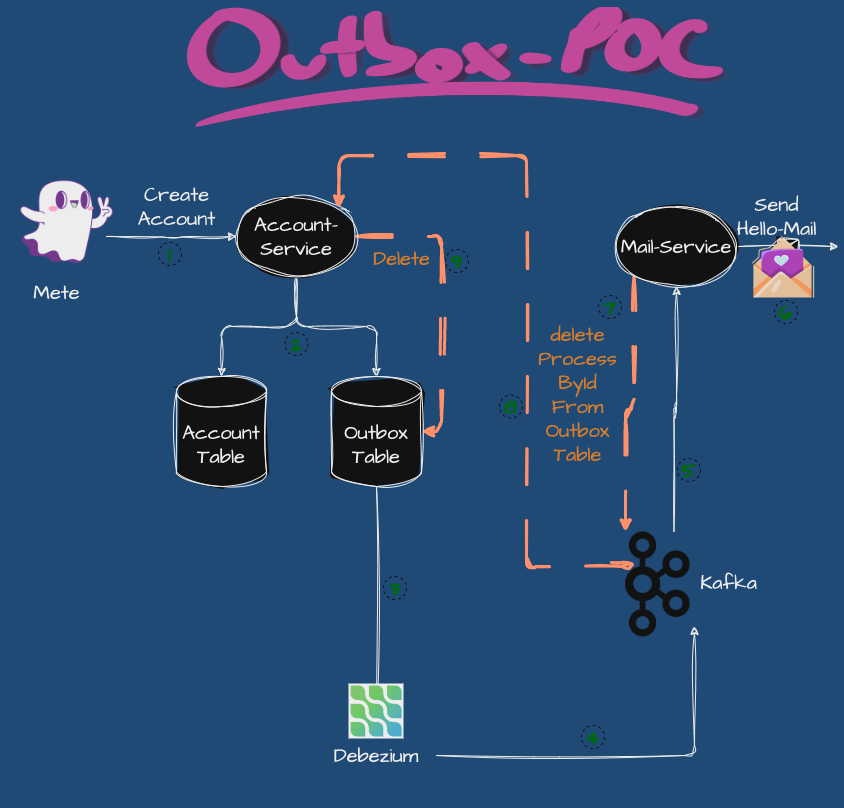 Outbox-POC
Create
Account
1
Mete
Account-
Service
Delete
9
2
Account
Table
Outbox
Table
3
Debezium
4
Kafka
5
Mail-Service
Send
Hello-Mail
6
7
delete
Process
ById
From
Outbox
Table
8